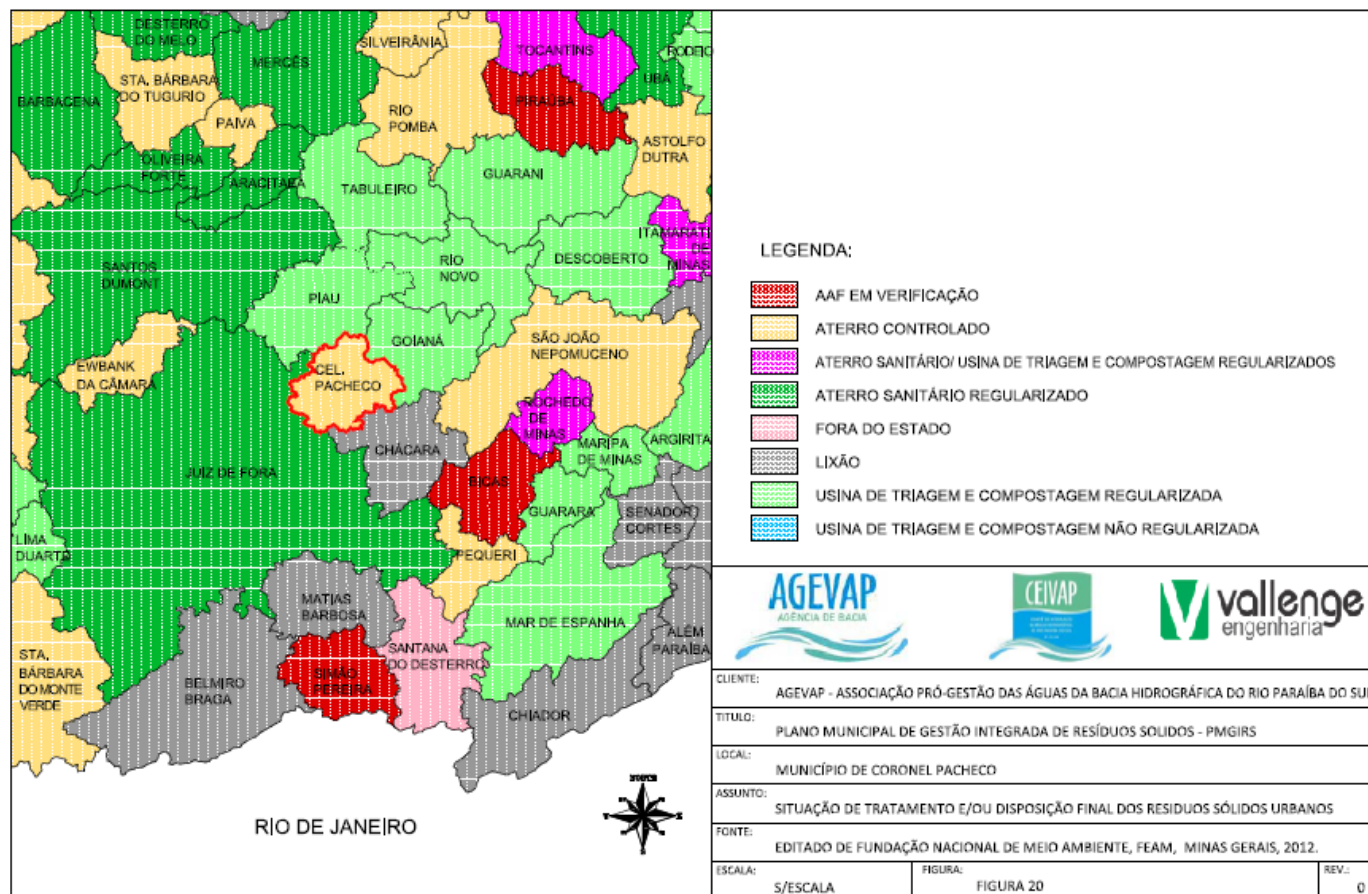 DESTERRO
DO MELO
MERCÊS
SILVEIRÂNIA
TOCANTINS
RODEIO
UBÁ
STA. BÁRBARA
DO TUGURIO
BARBACENA
PAIVA
RIO
POMBA
PIRAÚBA
ASTOLFO
DUTRA
OLIVEIRA
FORTE
ARACITABA
TABULEIRO
GUARANI
ITAMARATI
DE
MINAS
SANTOS
DUMONT
RIO
NOVO
DESCOBERTO
PIAU
GOIANÁ
SÃO JOÃO
NEPOMUCENO
EWBANK
DA CÂMARA
CEL.
PACHECO
ROCHEDO
DE
MINAS
CHÁCARA
MARIPA
DE MINAS
ARGIRITA
JUIZ DE FORA
BICAS
GUARARA
SENADOR
CORTES
LIMA
DUARTE
PEQUERI
MATIAS
BARBOSA
MAR DE ESPANHA
ALÉM
PARAÍBA
SANTANA
DO DESTERRO
STA.
BÁRBARA
DO MONTE
VERDE
BELMIRO
BRAGA
SIMÃO
PEREIRA
CHIADOR
RIO DE JANEIRO
NORTE
LEGENDA:
AAF EM VERIFICAÇÃO
ATERRO CONTROLADO
ATERRO SANITÁRIO/ USINA DE TRIAGEM E COMPOSTAGEM REGULARIZADOS
ATERRO SANITÁRIO REGULARIZADO
FORA DO ESTADO
LIXÃO
USINA DE TRIAGEM E COMPOSTAGEM REGULARIZADA
USINA DE TRIAGEM E COMPOSTAGEM NÃO REGULARIZADA
AGEVAP
AGÊNCIA DE BACIA
CEIVAP
vallenge
engenharia
CLIENTE:
AGEVAP - ASSOCIAÇÃO PRÓ-GESTÃO DAS ÁGUAS DA BACIA HIDROGRÁFICA DO RIO PARAÍBA DO SUL
TITULO:
PLANO MUNICIPAL DE GESTÃO INTEGRADA DE RESÍDUOS SOLIDOS - PMGIRS
LOCAL:
MUNICÍPIO DE CORONEL PACHECO
ASSUNTO:
SITUAÇÃO DE TRATAMENTO E/OU DISPOSIÇÃO FINAL DOS RESIDUOS SÓLIDOS URBANOS
FONTE:
EDITADO DE FUNDAÇÃO NACIONAL DE MEIO AMBIENTE, FEAM, MINAS GERAIS, 2012.
ESCALA:
S/ESCALA
FIGURA:
FIGURA 20
REV.:
0